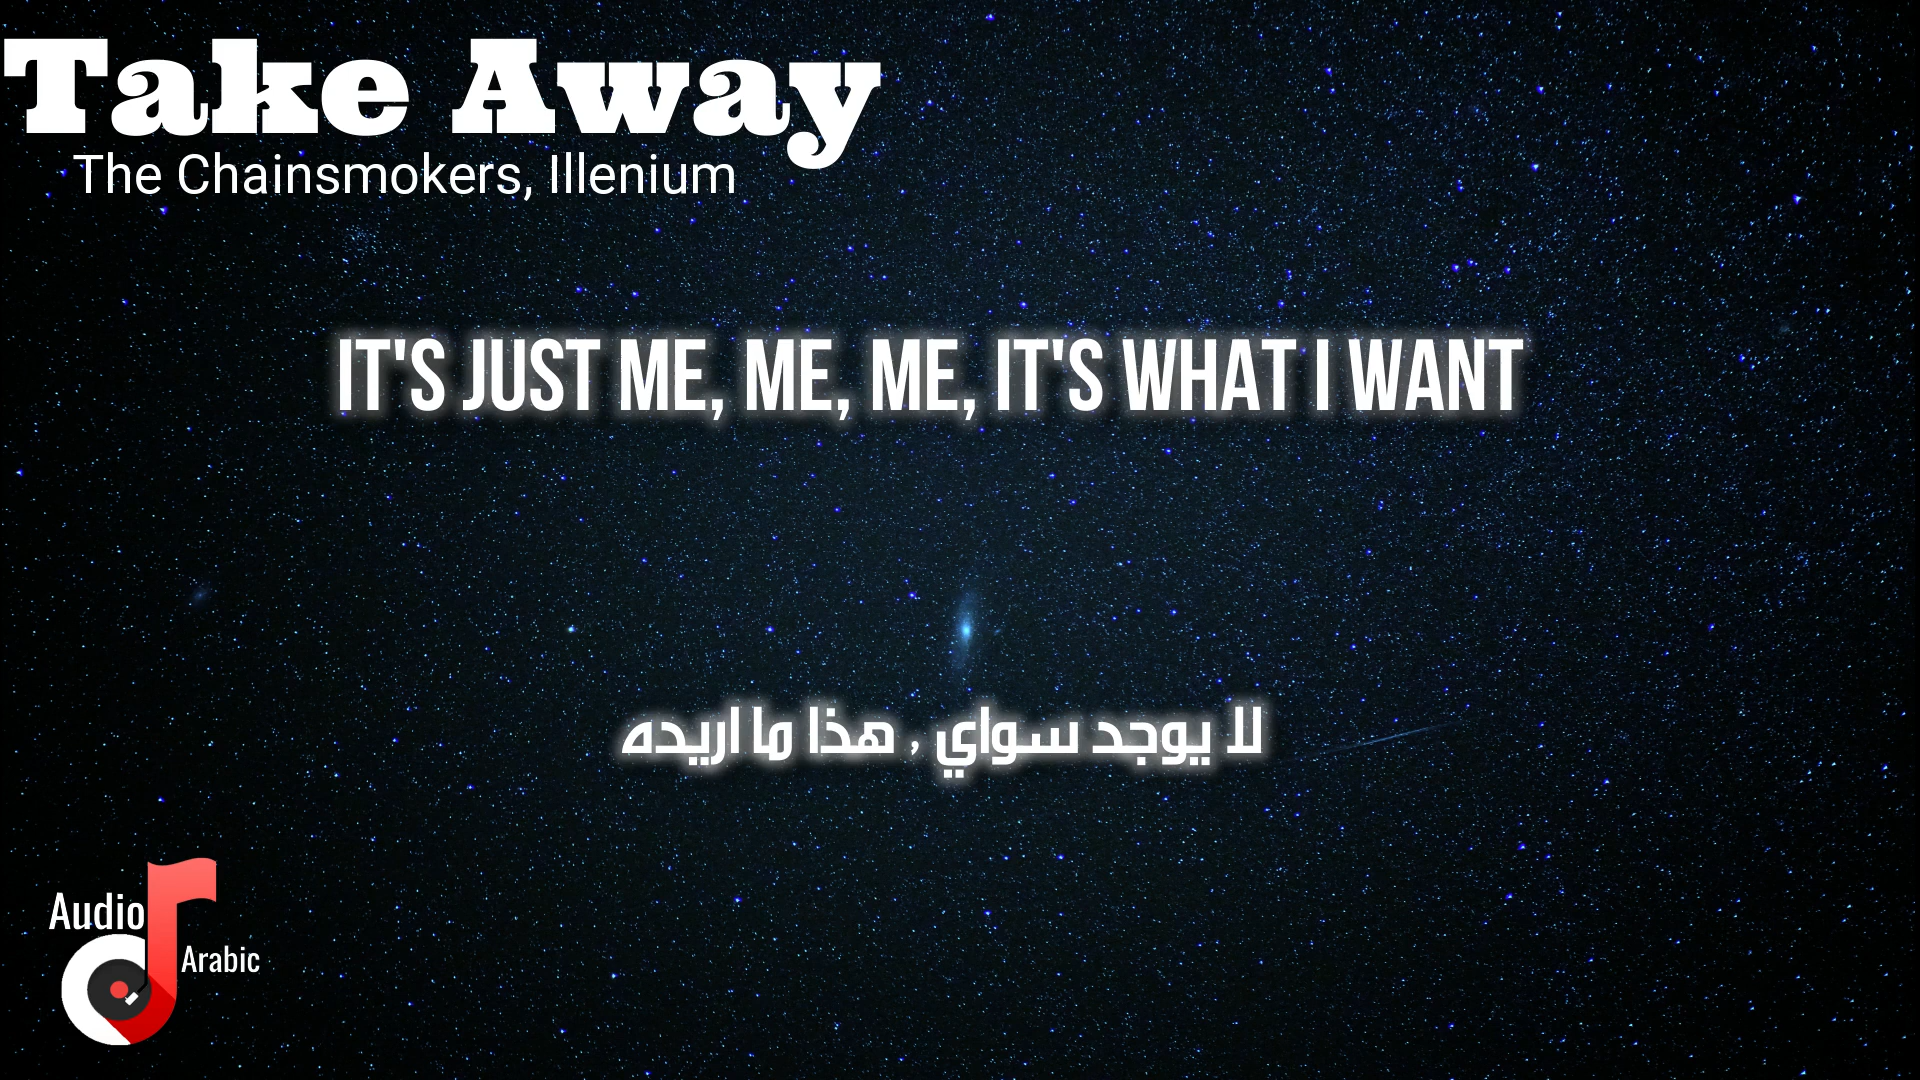 Take Away
The Chainsmokers, Illenium
IT'S JUST ME, ME, ME, IT'S WHAT I WANT
لا يوجد سواي , هذا ما اريده
Audio
Arabic